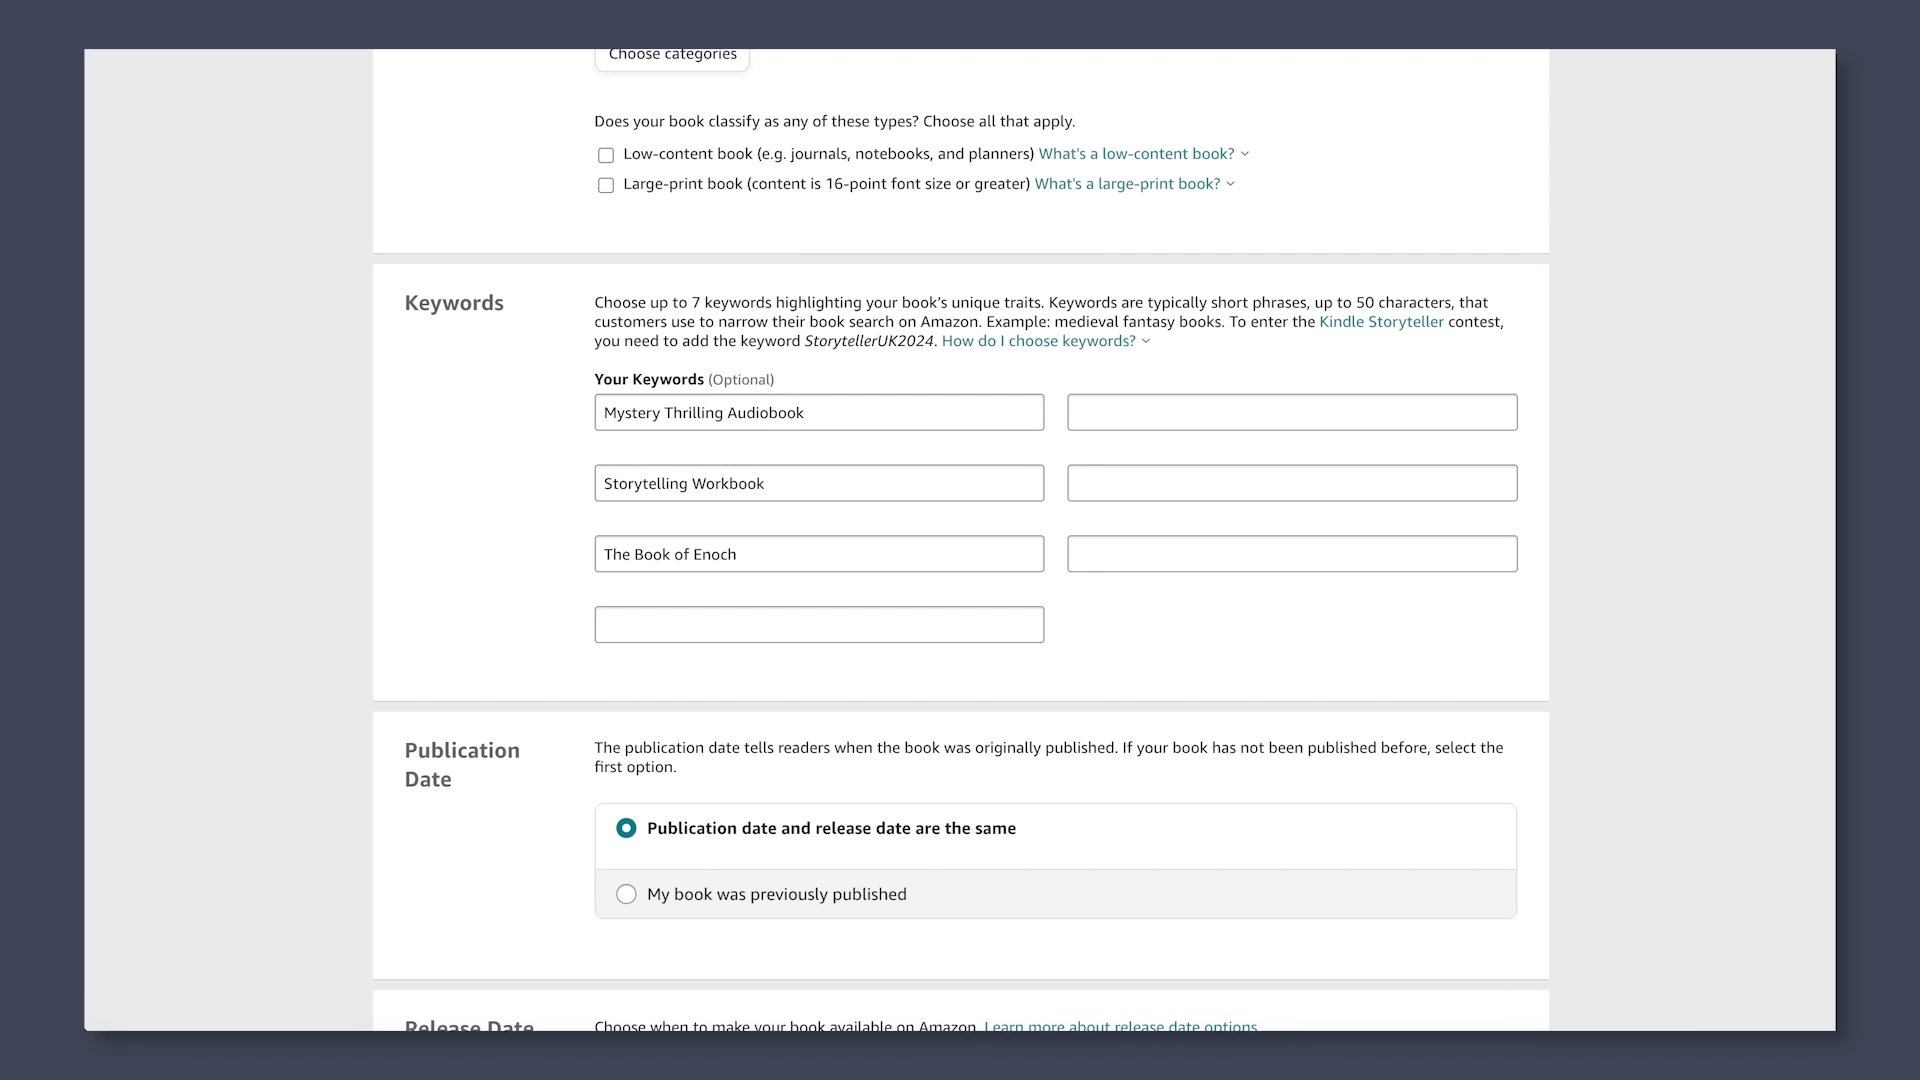 Choose categories
Does your book classify as any of these types? Choose all that apply.
Low-content book (e.g. journals, notebooks, and planners) What's a low-content book?
Large-print book (content is 16-point font size or greater) What's a large-print book?
Keywords
Choose up to 7 keywords highlighting your book’s unique traits. Keywords are typically short phrases, up to 50 characters, that
customers use to narrow their book search on Amazon. Example: medieval fantasy books. To enter the Kindle Storyteller contest,
you need to add the keyword StorytellerUK2024. How do I choose keywords?
Your Keywords (Optional)
Mystery Thrilling Audiobook
Storytelling Workbook
The Book of Enoch
Publication
Date
The publication date tells readers when the book was originally published. If your book has not been published before, select the
first option.
Publication date and release date are the same
My book was previously published
Release Date
Choose when to make your book available on Amazon. Learn more about release date options